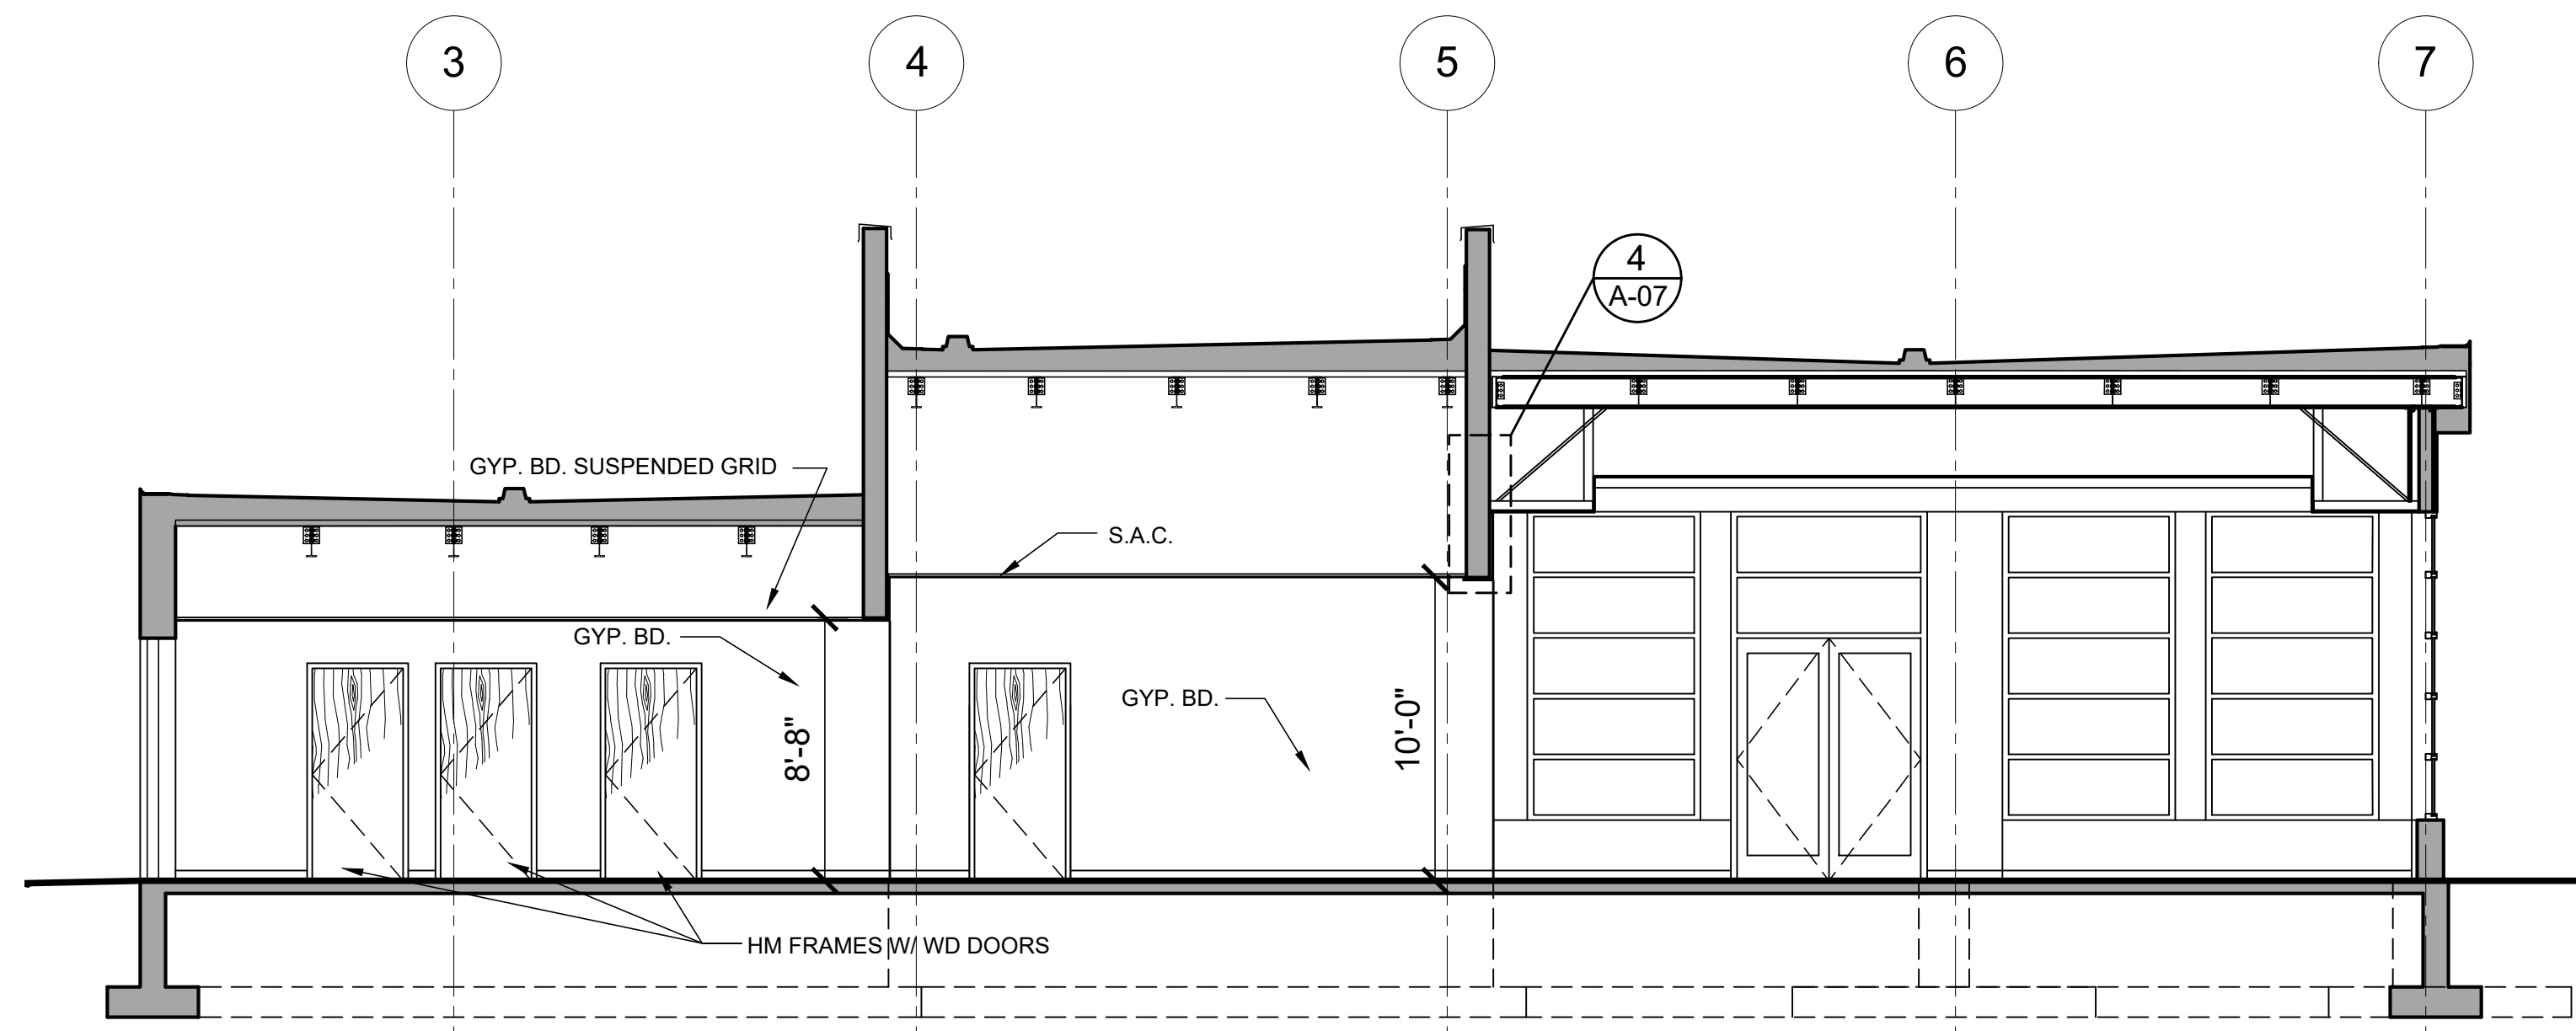 3
4
5
6
7
4
A-07
GYP. BD. SUSPENDED GRID
S.A.C.
GYP. BD.
GYP. BD.
8'-8"
10'-0"
HM FRAMES W/ WD DOORS